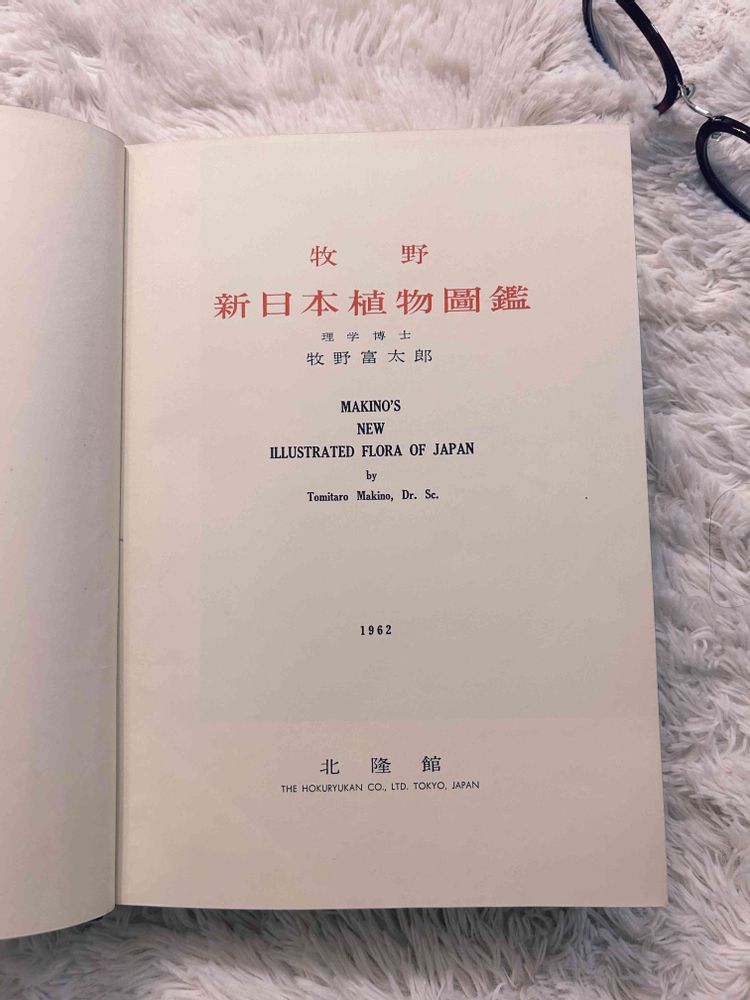 牧野
新日本植物圖鑑
理学博士
牧野富太郎
MAKINO'S
NEW
ILLUSTRATED FLORA OF JAPAN
by
Tomitaro Makino, Dr. Sc.
1962
北隆館
THE HOKURYUKAN CO., LTD. TOKYO, JAPAN